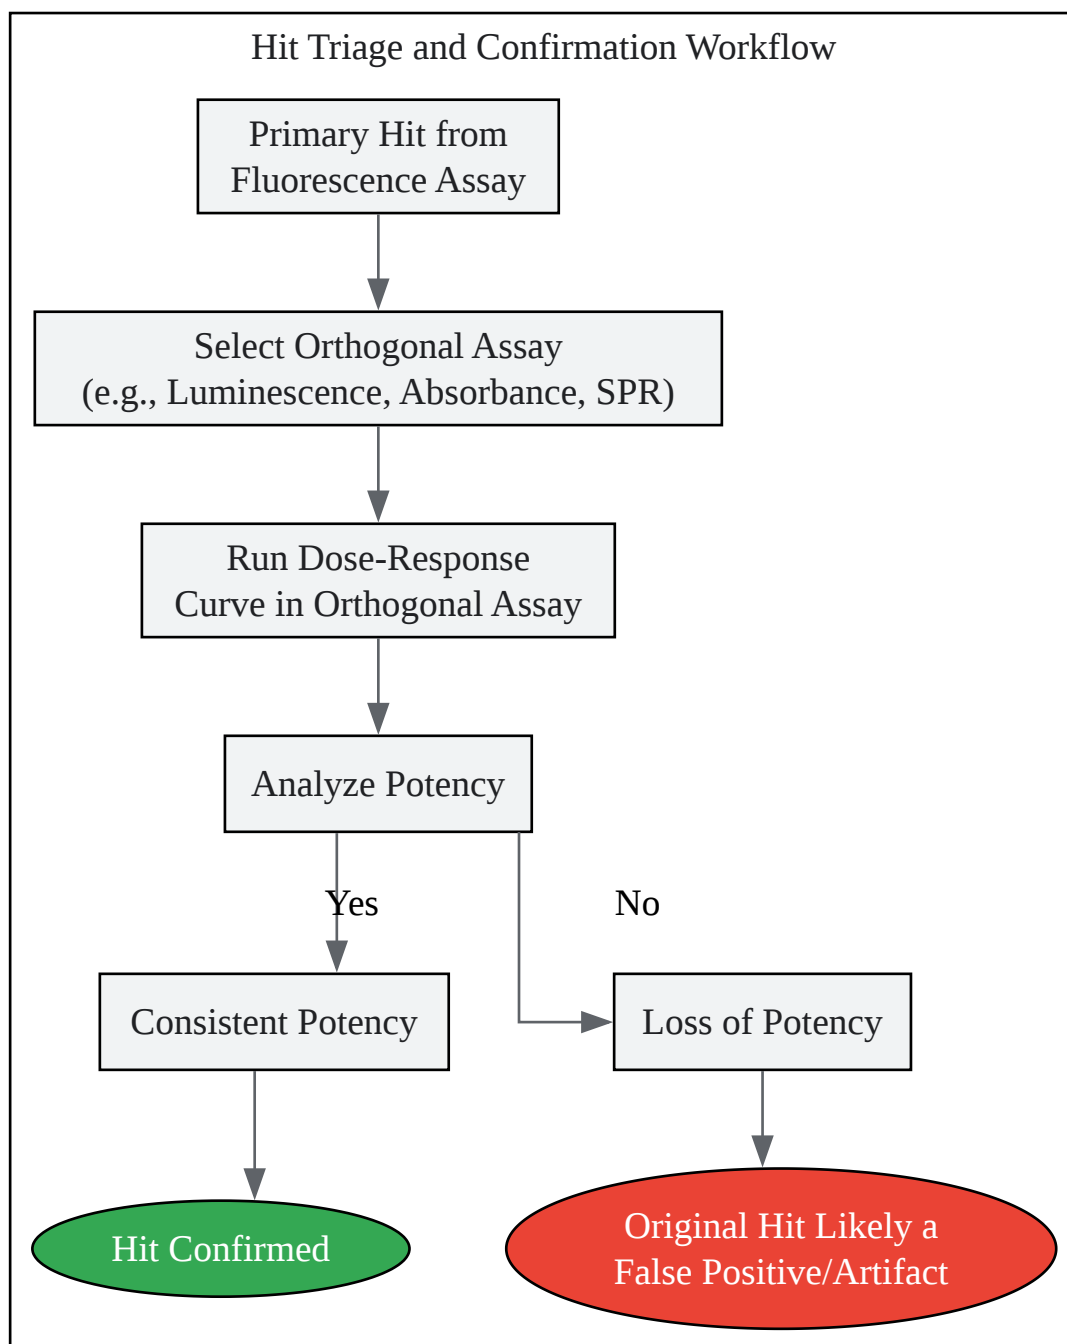 Hit Triage and Confirmation Workflow
Primary Hit from
Fluorescence Assay
Select Orthogonal Assay
(e.g., Luminescence, Absorbance, SPR)
Run Dose-Response
Curve in Orthogonal Assay
Analyze Potency
Yes
No
Consistent Potency
Loss of Potency
Hit Confirmed
Original Hit Likely a
False Positive/Artifact